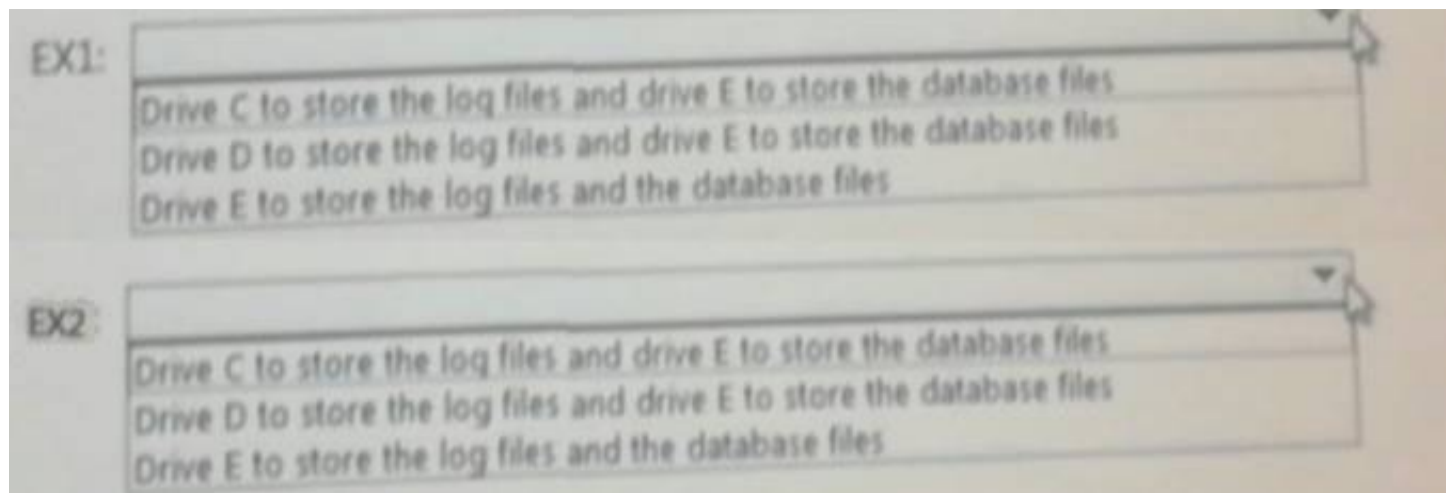 EX1:
Drive C to store the log files and drive E to store the database files
Drive D to store the log files and drive E to store the database files
Drive E to store the log files and the database files
EX2:
Drive C to store the log files and drive E to store the database files
Drive D to store the log files and drive E to store the database files
Drive E to store the log files and the database files